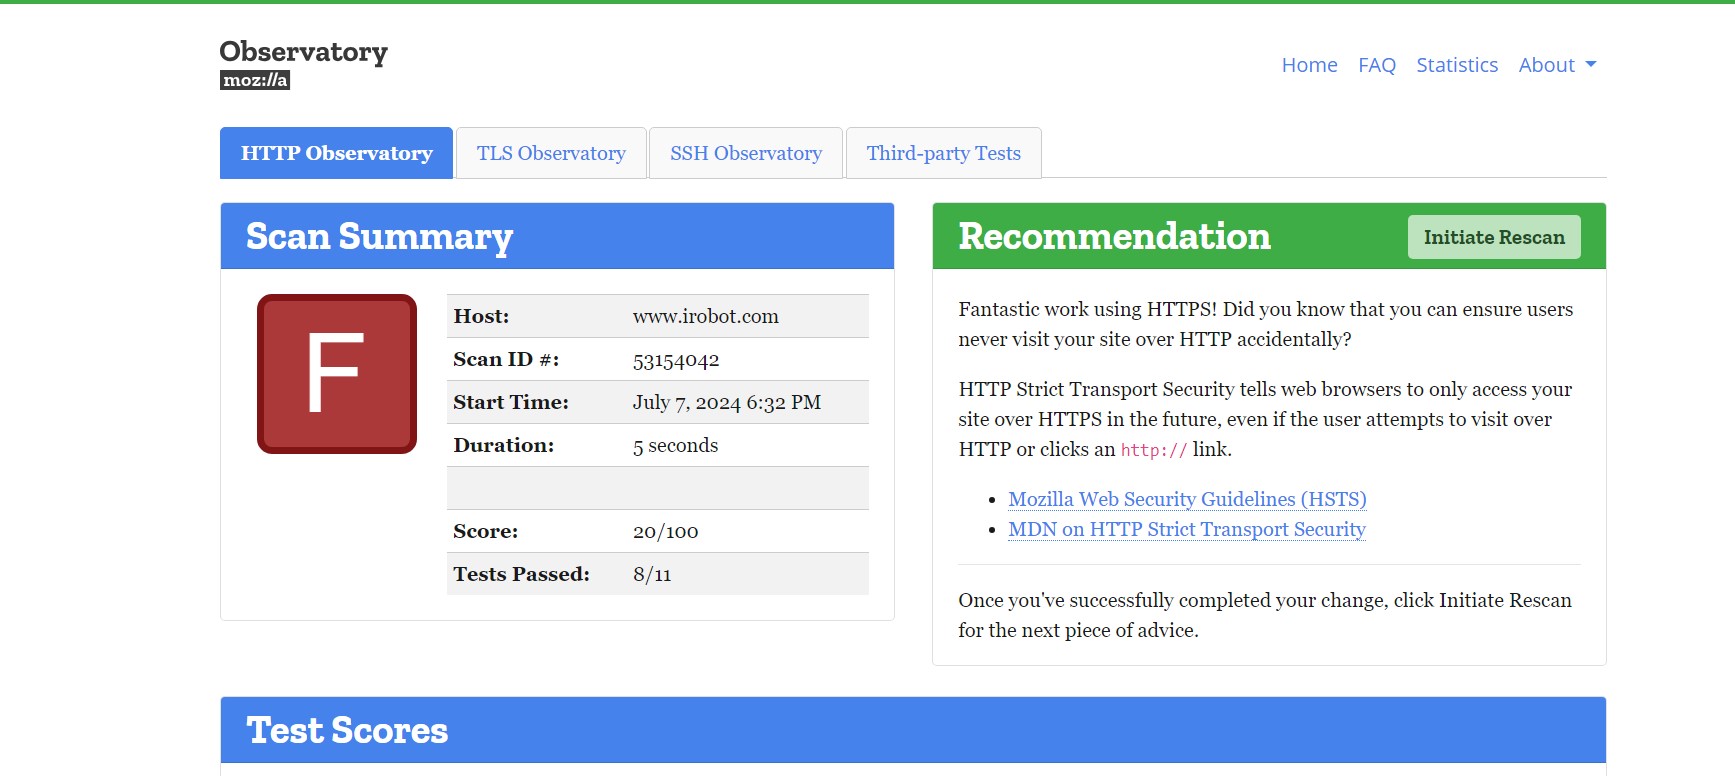 Observatory
moz://a
Home FAQ Statistics About
HTTP Observatory TLS Observatory SSH Observatory Third-party Tests
Scan Summary
F
Host: www.irobot.com
Scan ID #: 53154042
Start Time: July 7, 2024 6:32 PM
Duration: 5 seconds
Score: 20/100
Tests Passed: 8/11
Recommendation
Initiate Rescan
Fantastic work using HTTPS! Did you know that you can ensure users
never visit your site over HTTP accidentally?
HTTP Strict Transport Security tells web browsers to only access your
site over HTTPS in the future, even if the user attempts to visit over
HTTP or clicks an http:// link.
Mozilla Web Security Guidelines (HSTS)
MDN on HTTP Strict Transport Security
Once you've successfully completed your change, click Initiate Rescan
for the next piece of advice.
Test Scores